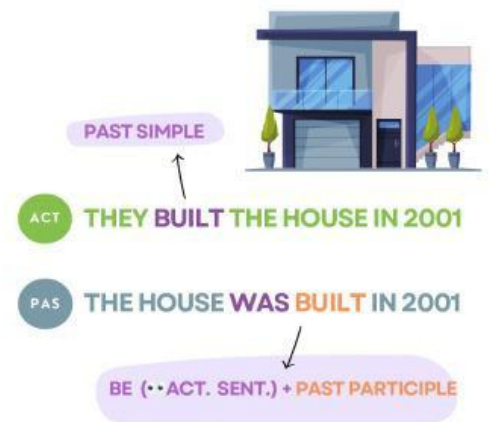 PAST SIMPLE
ACT THEY BUILT THE HOUSE IN 2001
PAS THE HOUSE WAS BUILT IN 2001
BE (👀ACT. SENT.) + PAST PARTICIPLE